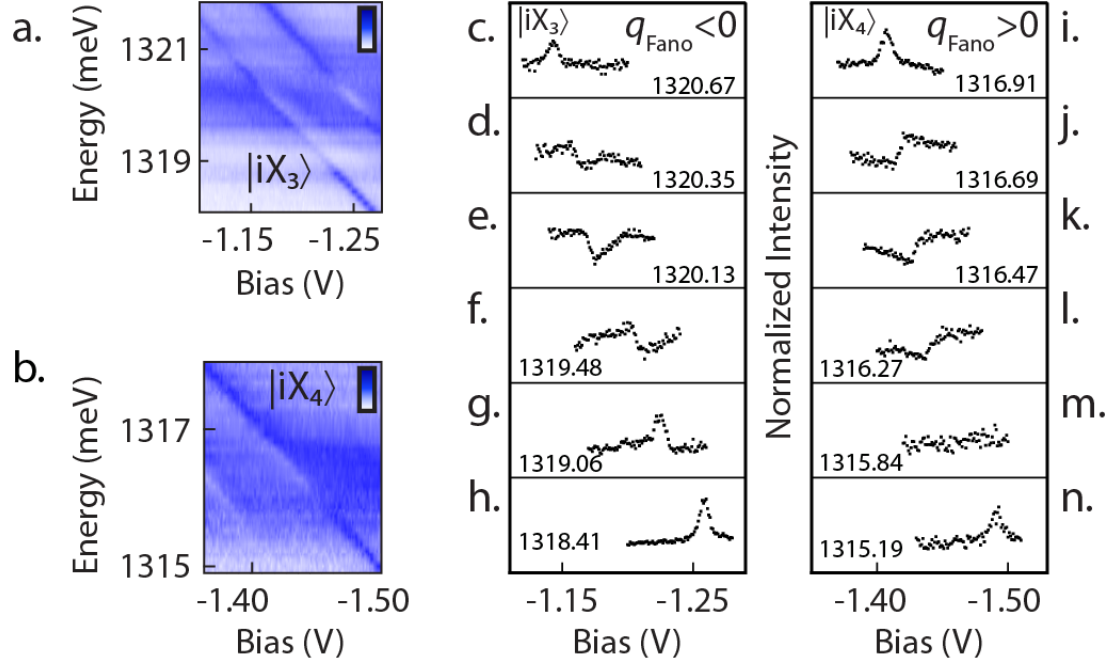 a.
Energy (meV)
1321
1319
|iX₃⟩
-1.15
-1.25
Bias (V)
b.
Energy (meV)
1317
1315
|iX₄⟩
-1.40
-1.50
Bias (V)
c.
|iX₃⟩
qFano <0
1320.67
d.
1320.35
e.
1320.13
f.
1319.48
g.
1319.06
h.
1318.41
-1.15
-1.25
Bias (V)
Normalized Intensity
|iX₄⟩
qFano >0
i.
1316.91
j.
1316.69
k.
1316.47
l.
1316.27
m.
1315.84
n.
1315.19
-1.40
-1.50
Bias (V)